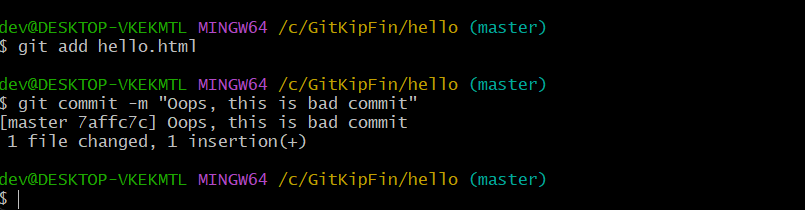 dev@DESKTOP-VKEKMTL MINGW64 /c/GitKipFin/hello (master)
$ git add hello.html
dev@DESKTOP-VKEKMTL MINGW64 /c/GitKipFin/hello (master)
$ git commit -m "Oops, this is bad commit"
[master 7affc7c] Oops, this is bad commit
 1 file changed, 1 insertion(+)
dev@DESKTOP-VKEKMTL MINGW64 /c/GitKipFin/hello (master)
$